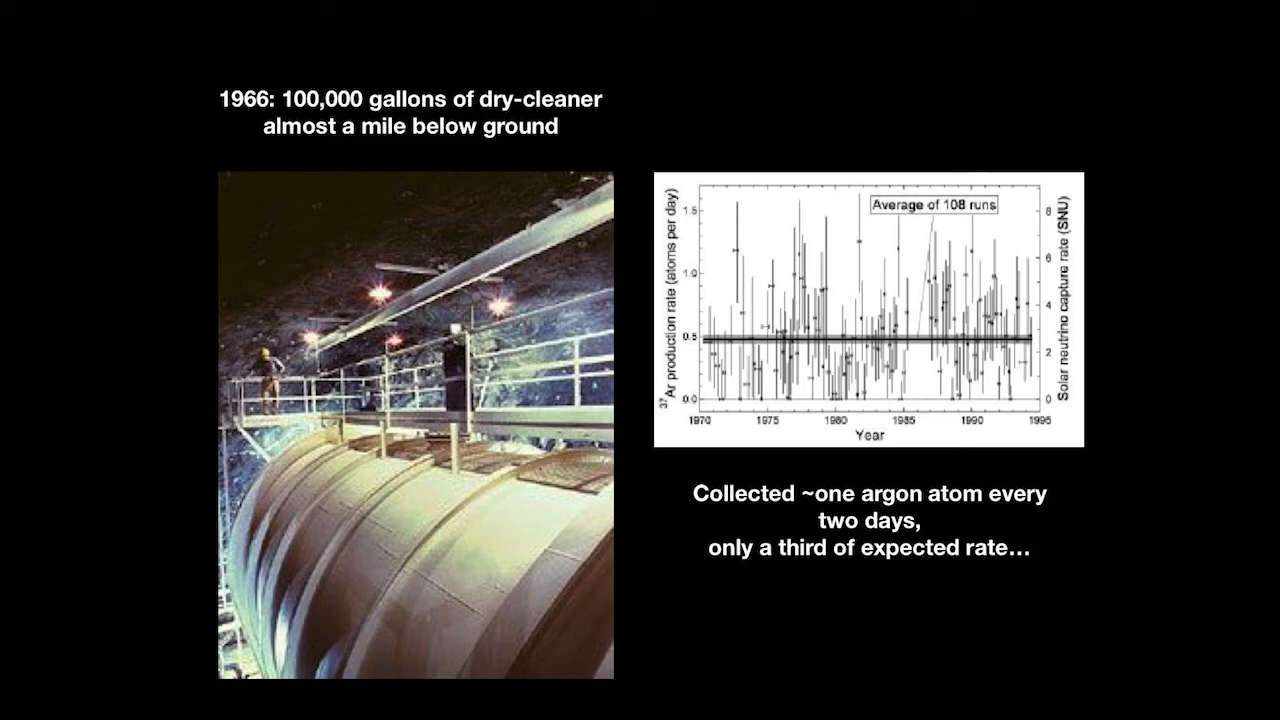 1966: 100,000 gallons of dry-cleaner
almost a mile below ground
Average of 108 runs
37Ar production rate (atoms per day)
1.5
1.0
0.5
0.0
8
6
4
2
0
Solar neutrino capture rate (SNU)
1970 1975 1980 1985 1990 1995
Year
Collected ~one argon atom every
two days,
only a third of expected rate…